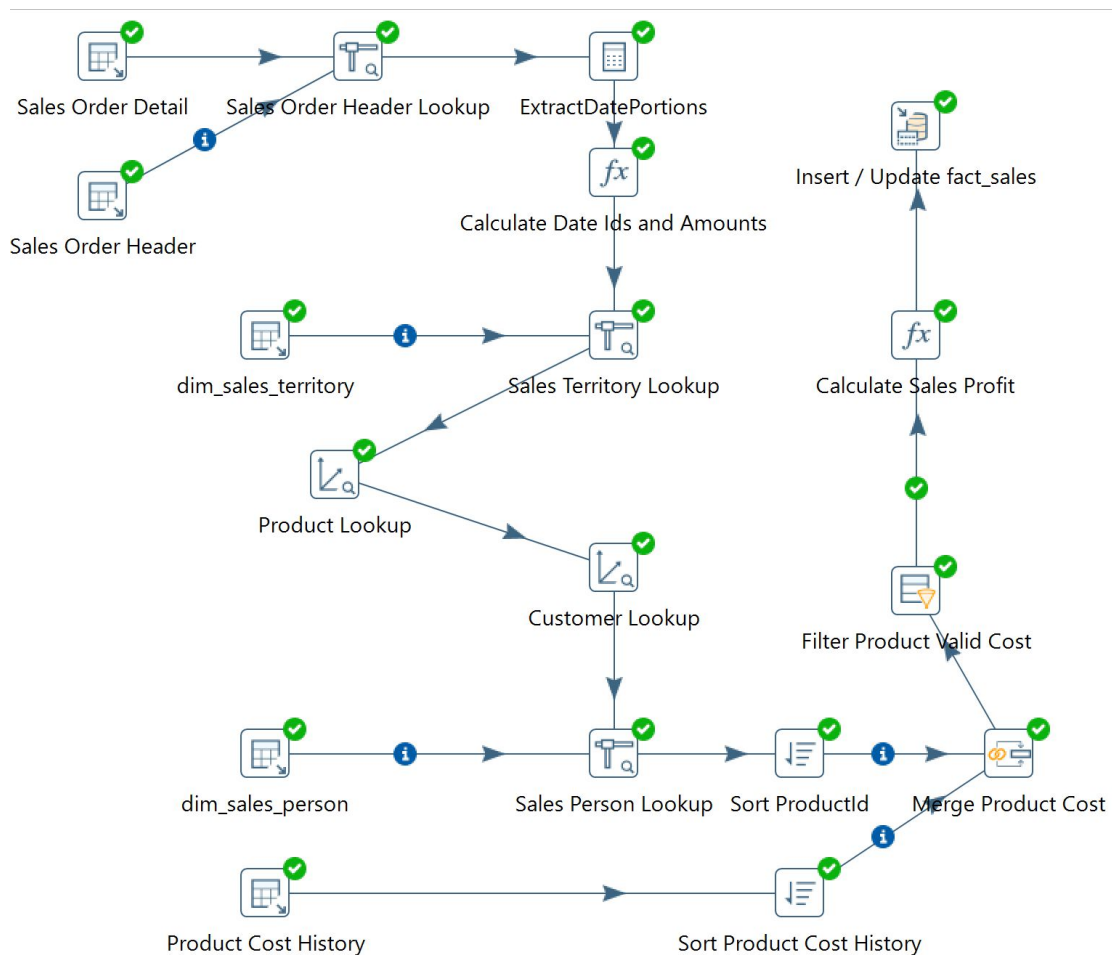 Sales Order Detail
Sales Order Header Lookup
ExtractDatePortions
Insert / Update fact_sales
fx
Calculate Date Ids and Amounts
Sales Order Header
dim_sales_territory
Sales Territory Lookup
fx
Calculate Sales Profit
Product Lookup
Customer Lookup
Filter Product Valid Cost
dim_sales_person
Sales Person Lookup
Sort ProductId
Merge Product Cost
Product Cost History
Sort Product Cost History